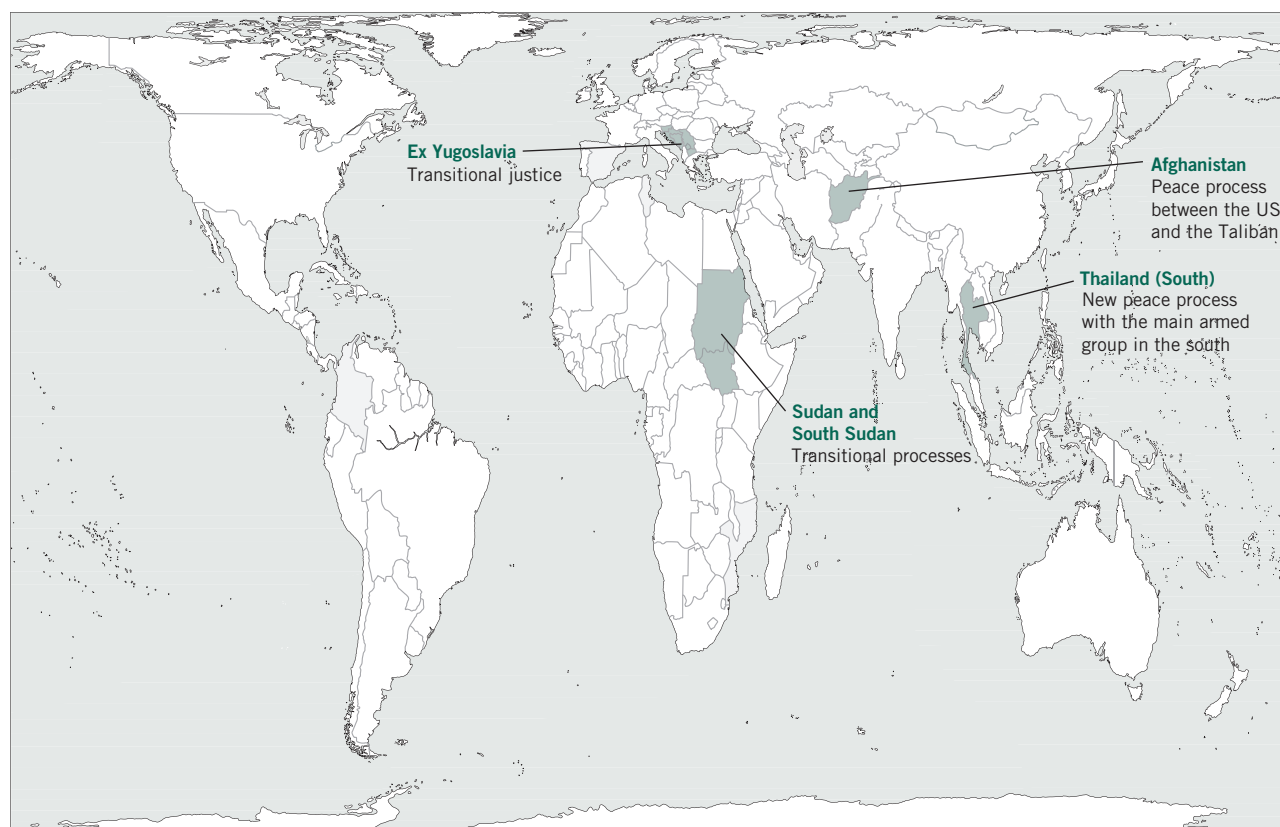 Ex Yugoslavia
Transitional justice
Afghanistan
Peace process
between the US
and the Taliban
Thailand (South)
New peace process
with the main armed
group in the south
Sudan and
South Sudan
Transitional processes